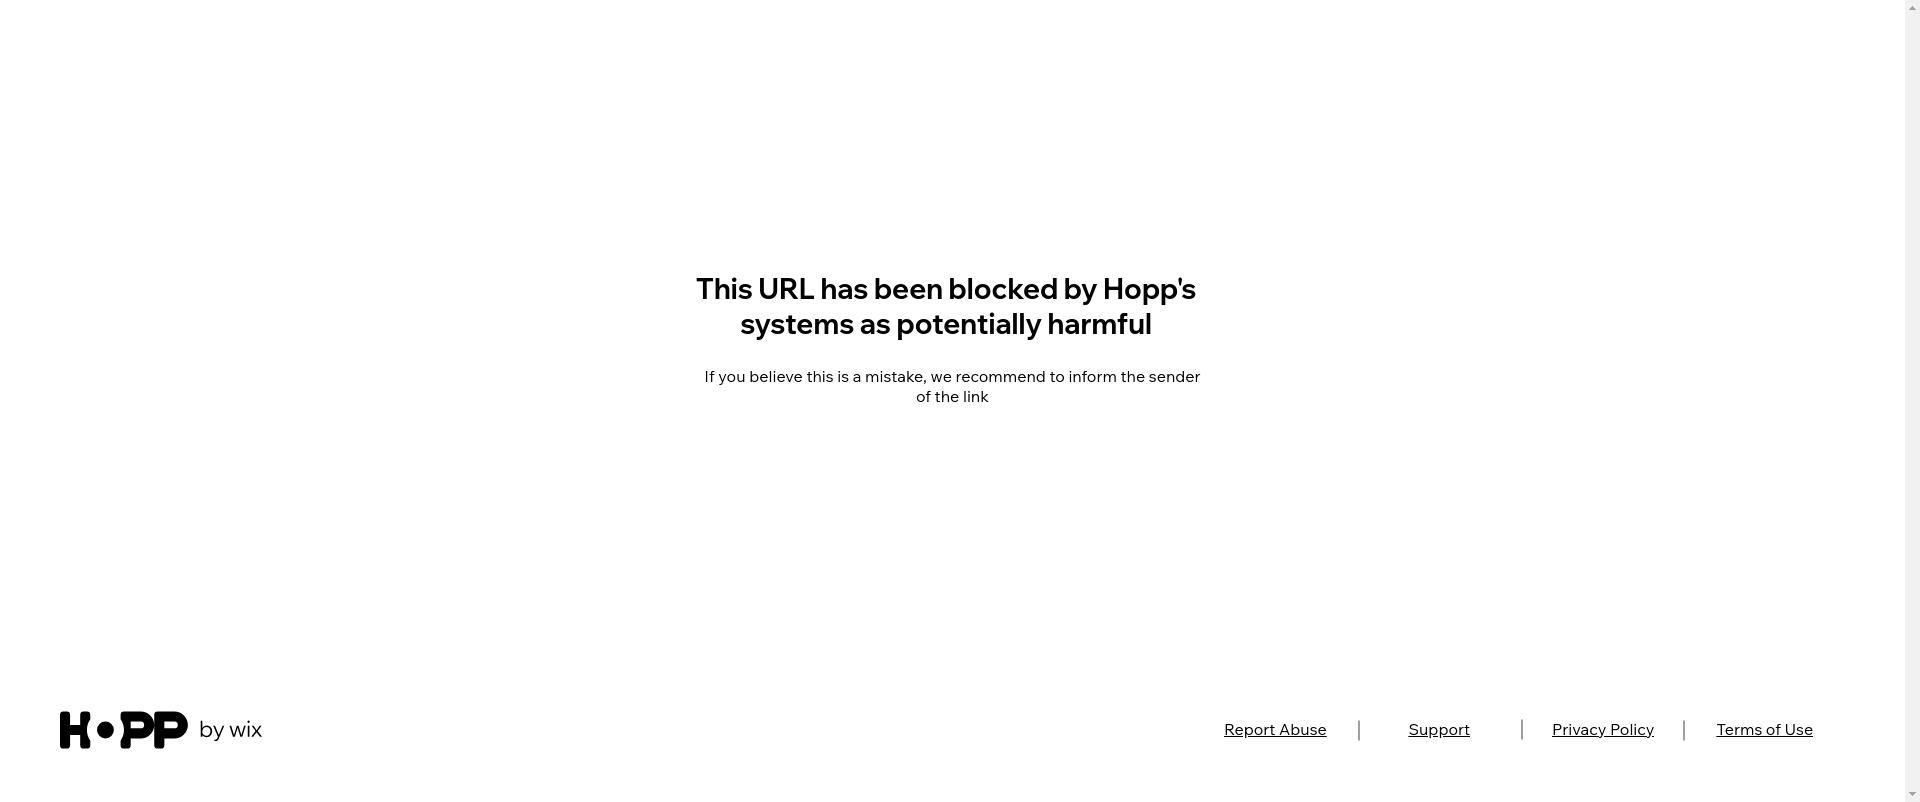 This URL has been blocked by Hopp's
systems as potentially harmful
If you believe this is a mistake, we recommend to inform the sender
of the link
HOPP by wix
Report Abuse | Support | Privacy Policy | Terms of Use